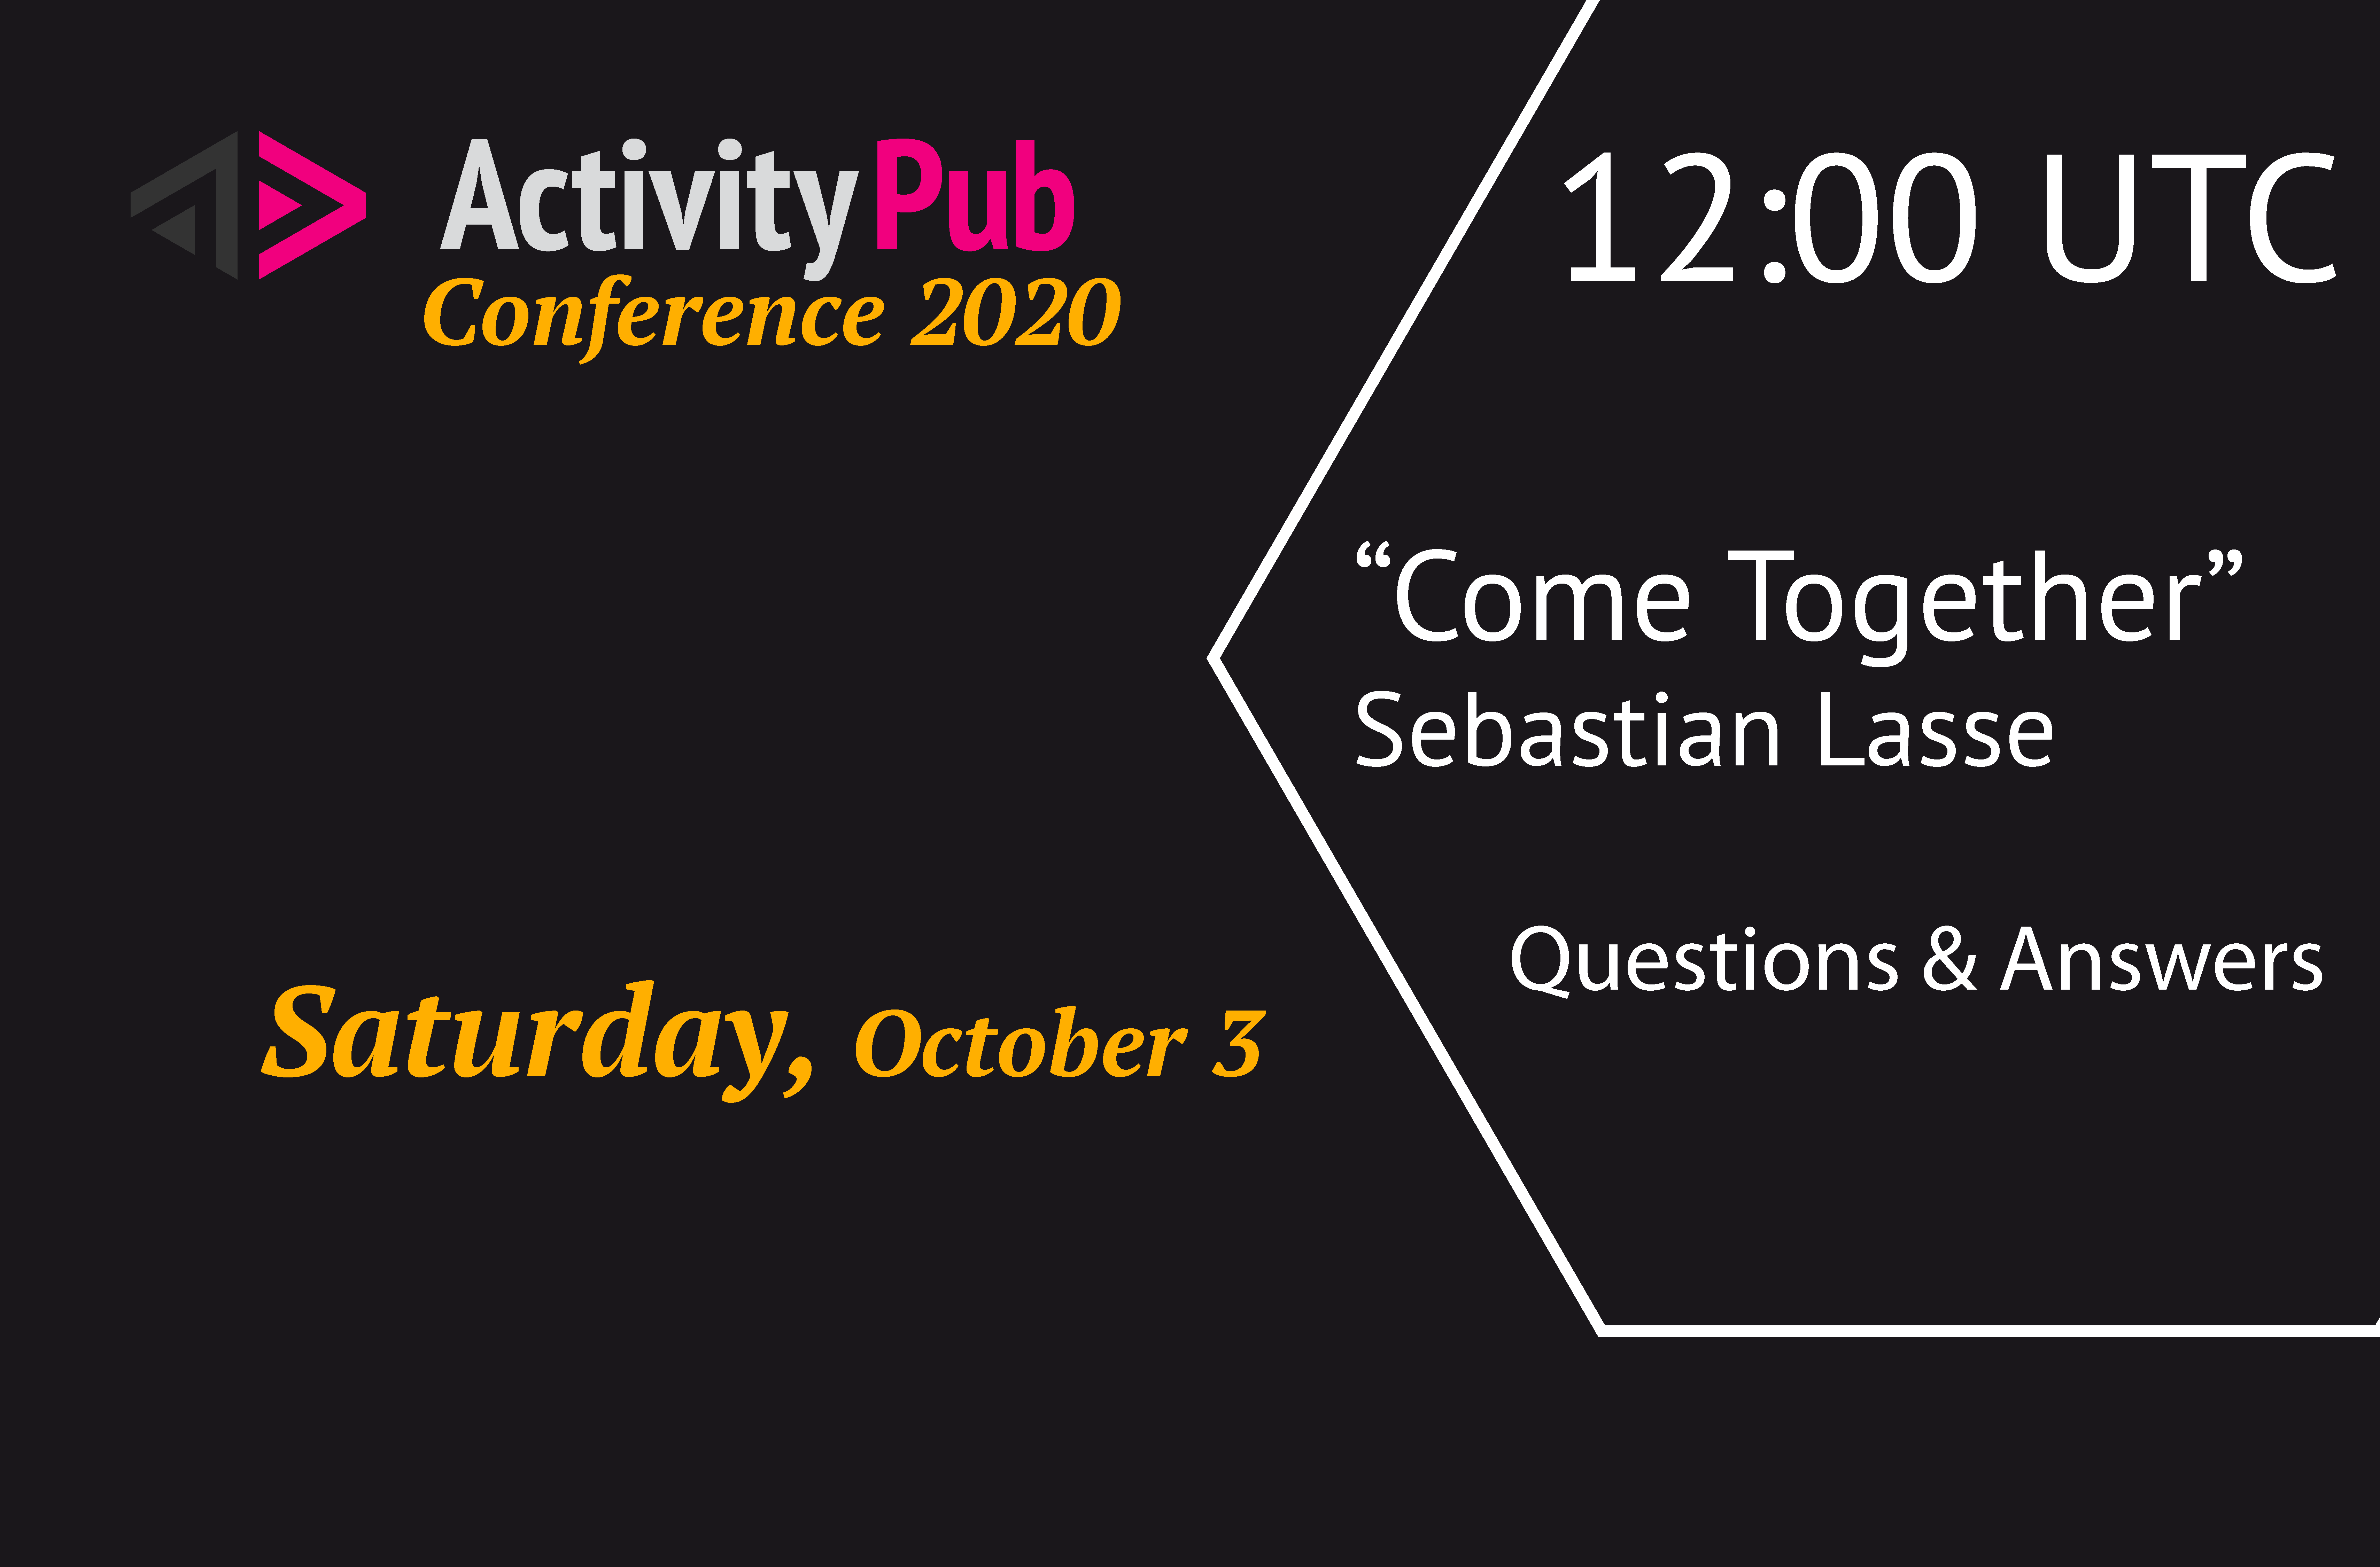 ActivityPub
Conference 2020
12:00 UTC
“Come Together”
Sebastian Lasse
Questions & Answers
Saturday, October 3